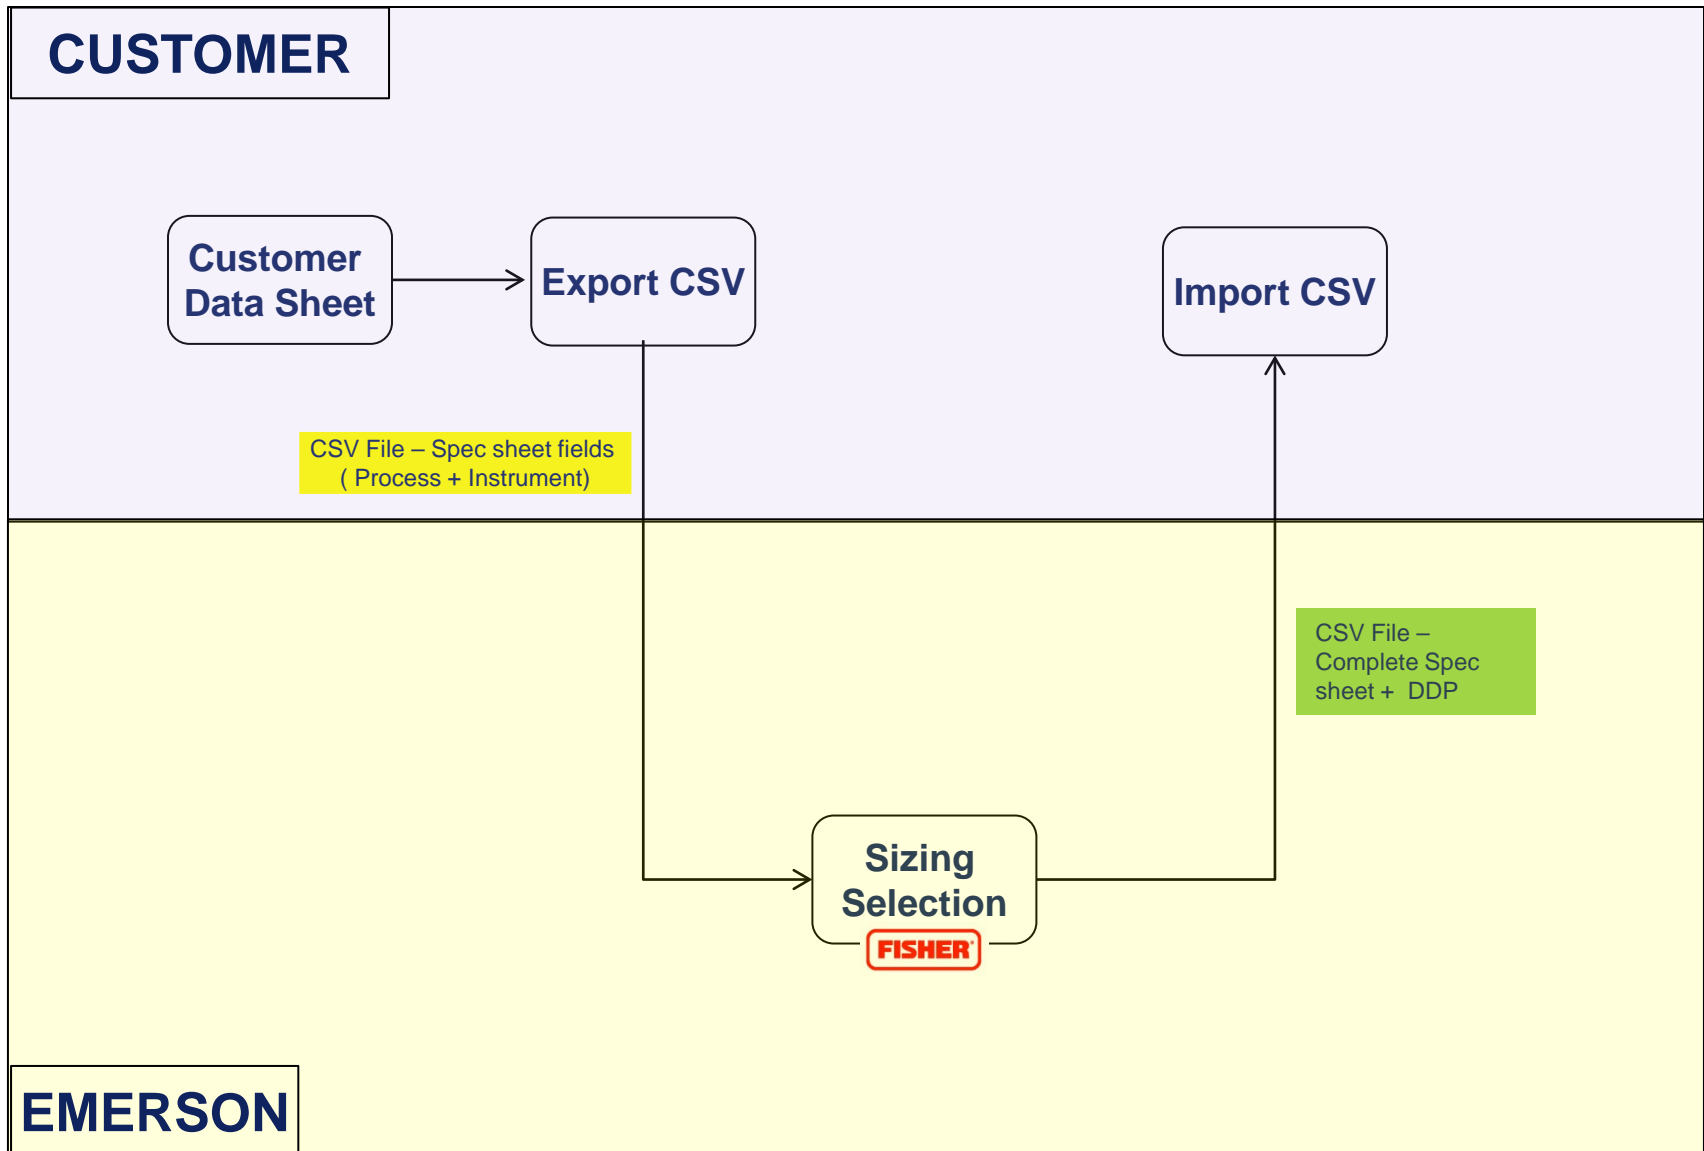 CUSTOMER
Customer
Data Sheet
Export CSV
Import CSV
CSV File – Spec sheet fields
( Process + Instrument)
CSV File –
Complete Spec
sheet + DDP
Sizing
Selection
FISHER®
EMERSON